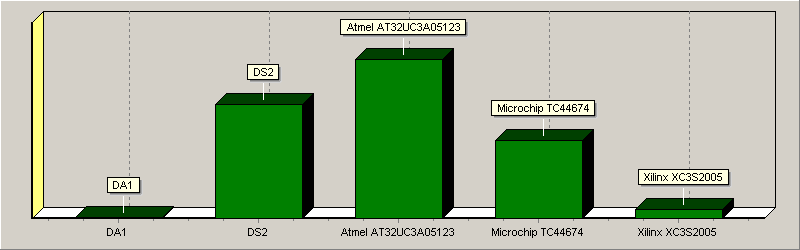 Atmel AT32UC3A05123
DS2
Microchip TC44674
Xilinx XC3S2005
DA1
DA1
DS2
Atmel AT32UC3A05123
Microchip TC44674
Xilinx XC3S2005